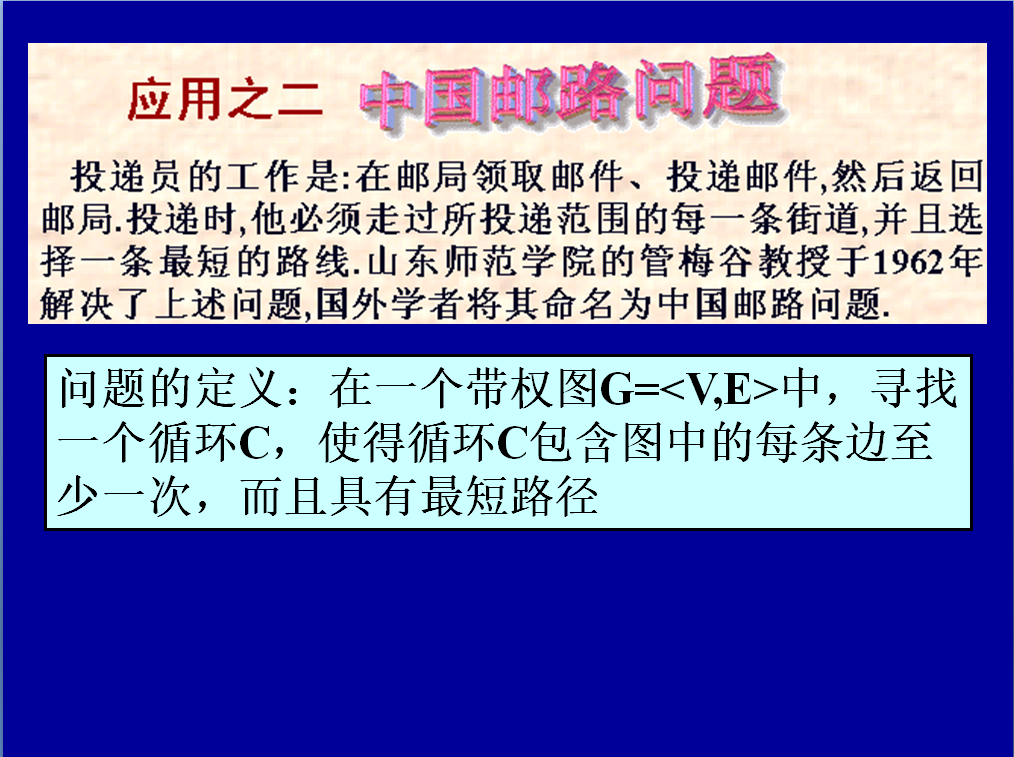 应用之二 中国邮路问题
投递员的工作是:在邮局领取邮件、投递邮件,然后返回
邮局.投递时,他必须走过所投递范围的每一条街道,并且选
择一条最短的路线.山东师范学院的管梅谷教授于1962年
解决了上述问题,国外学者将其命名为中国邮路问题.
问题的定义：在一个带权图G=<V,E>中，寻找
一个循环C，使得循环C包含图中的每条边至
少一次，而且具有最短路径